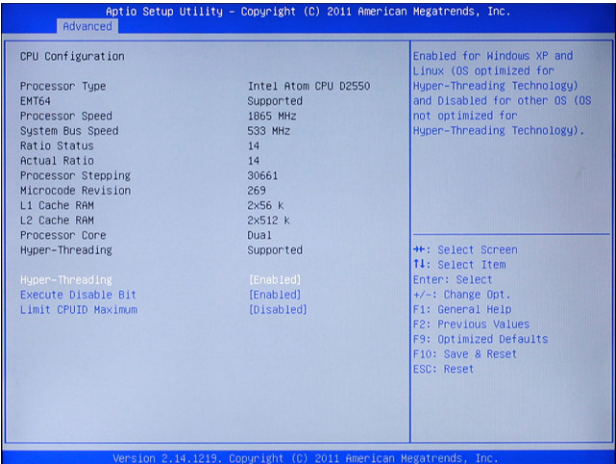 Aptio Setup Utility – Copyright (C) 2011 American Megatrends, Inc.
Advanced
CPU Configuration
Processor Type Intel Atom CPU D2550
EMT64 Supported
Processor Speed 1865 MHz
System Bus Speed 533 MHz
Ratio Status 14
Actual Ratio 14
Processor Stepping 30661
Microcode Revision 269
L1 Cache RAM 2x56 k
L2 Cache RAM 2x512 k
Processor Core Dual
Hyper-Threading Supported
Hyper-Threading [Enabled]
Execute Disable Bit [Enabled]
Limit CPUID Maximum [Disabled]
Enabled for Windows XP and
Linux (OS optimized for
Hyper-Threading Technology)
and Disabled for other OS (OS
not optimized for
Hyper-Threading Technology).
→←: Select Screen
↑↓: Select Item
Enter: Select
+/-: Change Opt.
F1: General Help
F2: Previous Values
F9: Optimized Defaults
F10: Save & Reset
ESC: Reset
Version 2.14.1219. Copyright (C) 2011 American Megatrends, Inc.